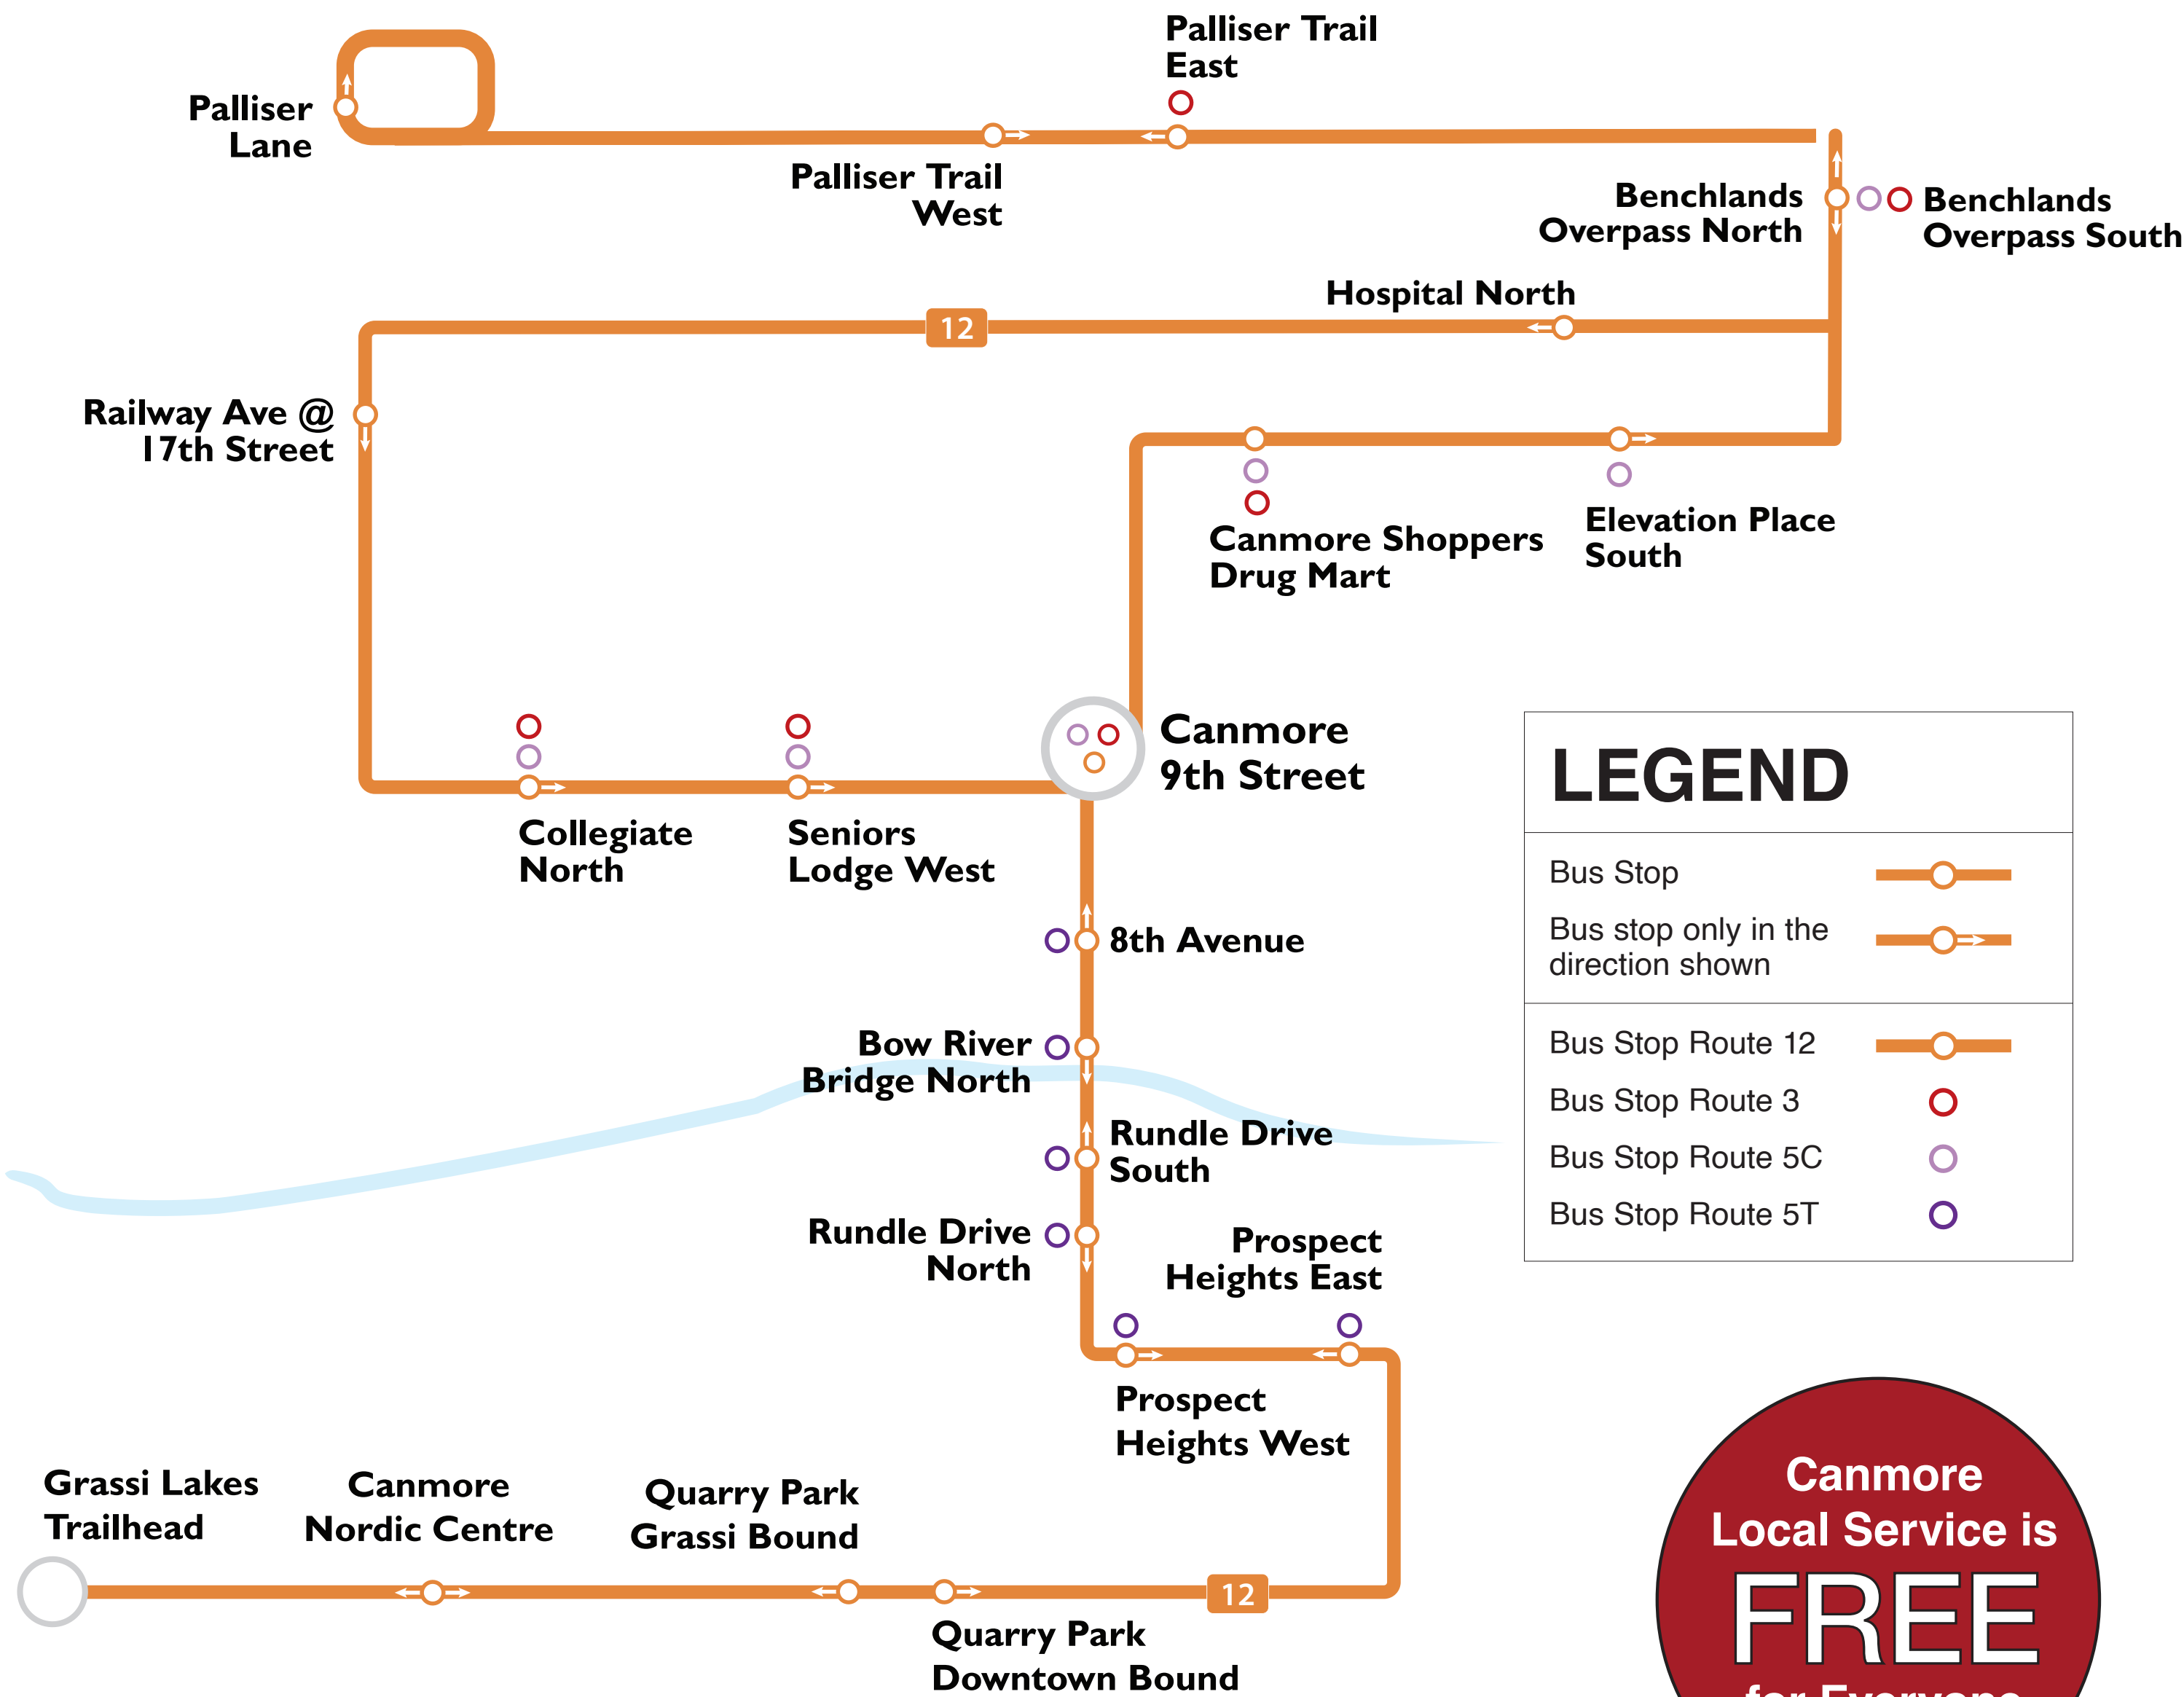 Palliser Trail
East
Palliser
Lane
Palliser Trail
West
Benchlands
Overpass North
Benchlands
Overpass South
Hospital North
12
Railway Ave @
17th Street
Canmore Shoppers
Drug Mart
Elevation Place
South
Canmore
9th Street
Collegiate
North
Seniors
Lodge West
8th Avenue
Bow River
Bridge North
Rundle Drive
South
Rundle Drive
North
Prospect
Heights East
Prospect
Heights West
Grassi Lakes
Trailhead
Canmore
Nordic Centre
Quarry Park
Grassi Bound
12
Quarry Park
Downtown Bound
LEGEND
Bus Stop
Bus stop only in the
direction shown
Bus Stop Route 12
Bus Stop Route 3
Bus Stop Route 5C
Bus Stop Route 5T
Canmore
Local Service is
FREE
for Everyone